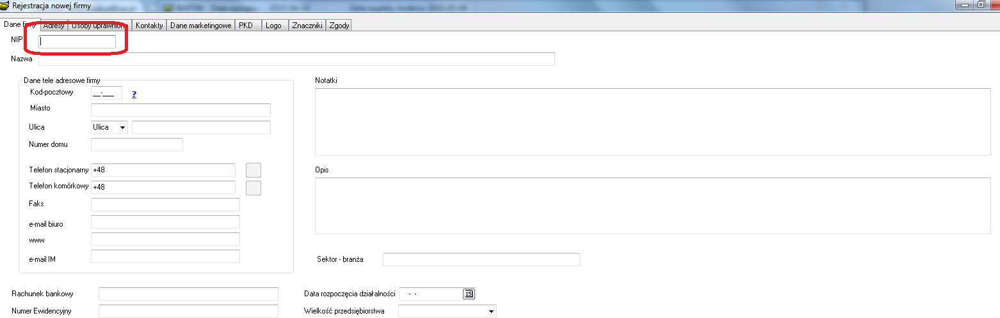 Rejestracja nowej firmy
Dane firmy Adresy Osoby uprawnione Kontakty Dane marketingowe PKD Logo Znaczniki Zgody
NIP
Nazwa
Dane tele adresowe firmy
Kod-pocztowy __-___ ?
Miasto
Ulica Ulica
Numer domu
Telefon stacjonarny +48
Telefon komórkowy +48
Faks
e-mail biuro
www
e-mail IM
Notatki
Opis
Sektor - branża
Rachunek bankowy
Numer Ewidencyjny
Data rozpoczęcia działalności - - 15
Wielkość przedsiębiorstwa